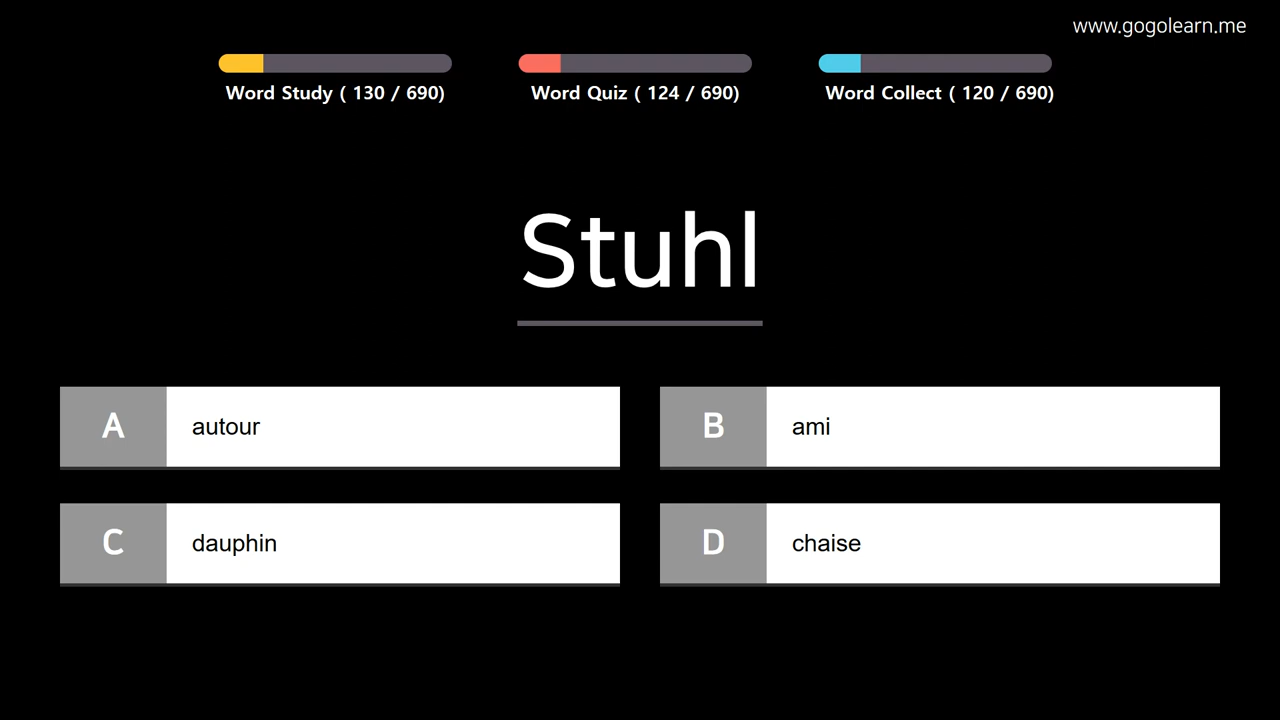 www.gogolearn.me
Word Study ( 130 / 690)
Word Quiz ( 124 / 690)
Word Collect ( 120 / 690)
Stuhl
A autour
B ami
C dauphin
D chaise